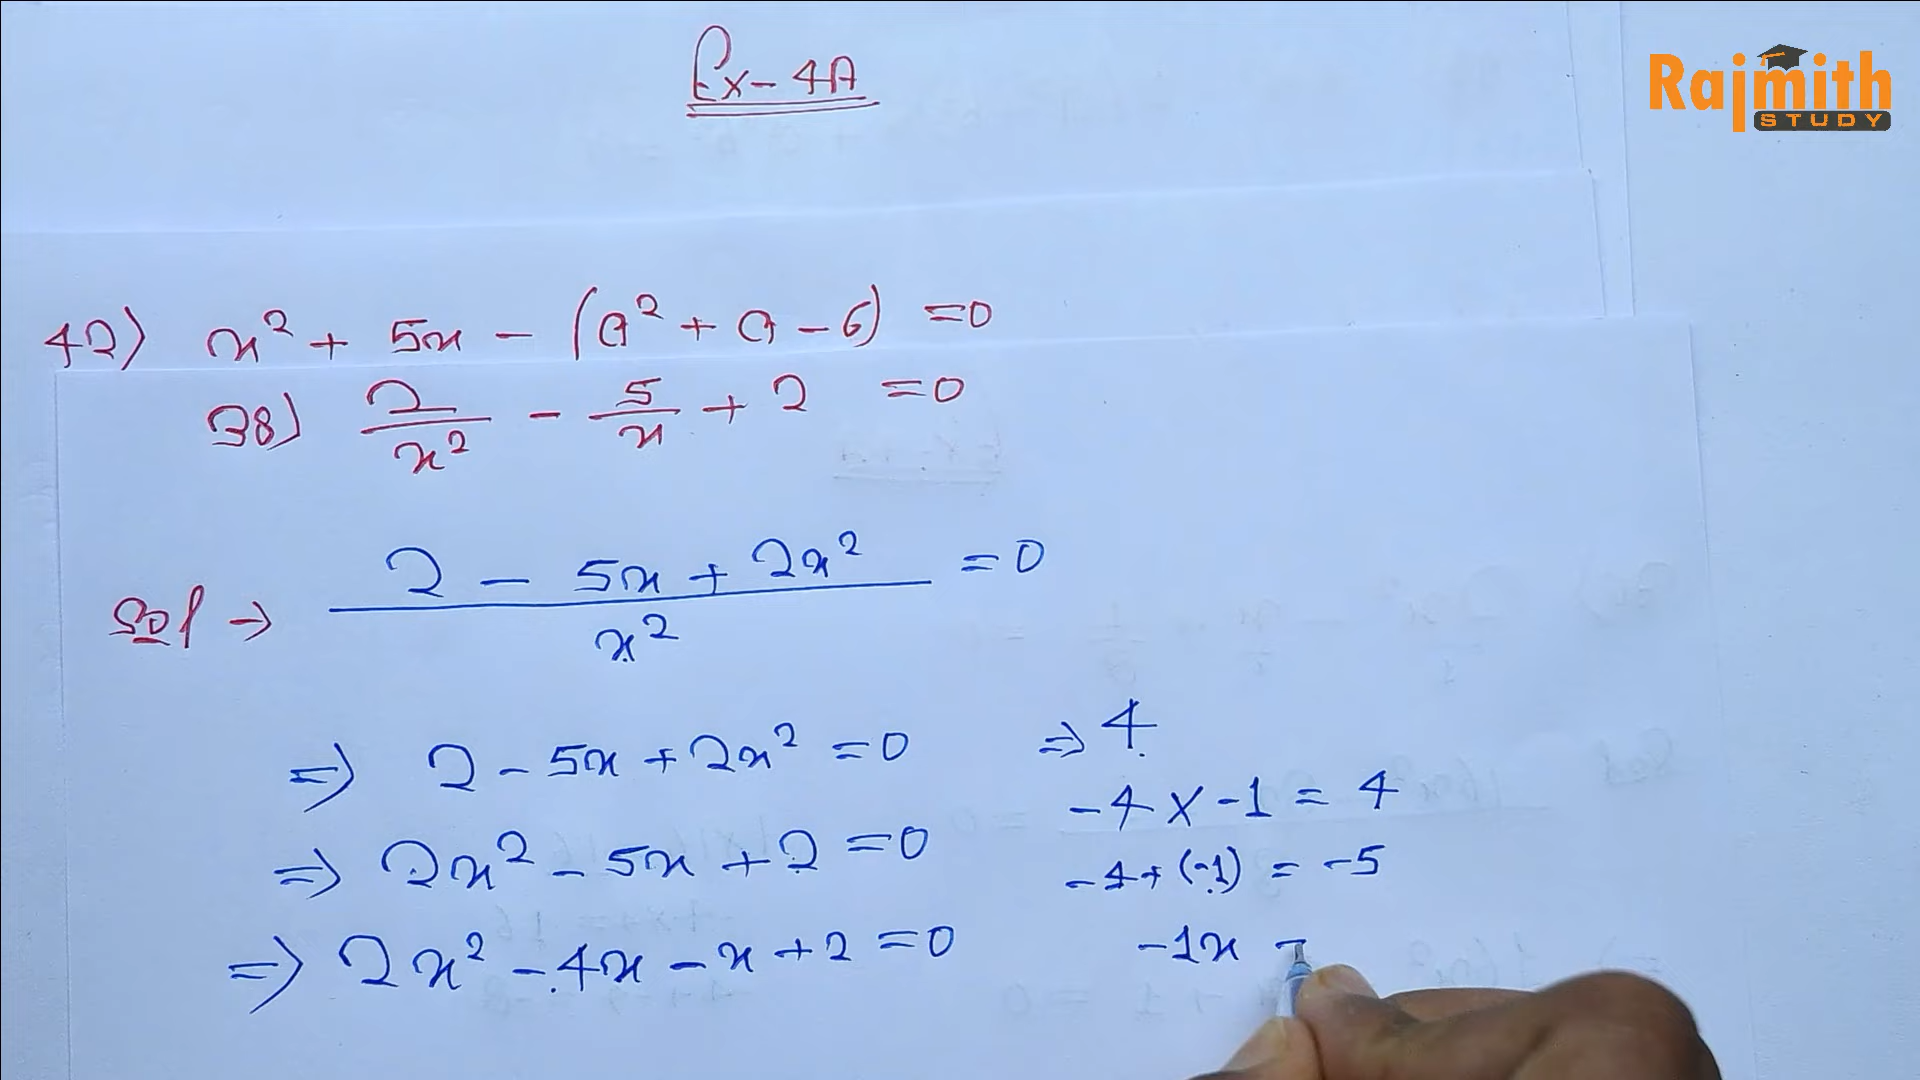 Ex - 4A
Rajmith
STUDY
42) x² + 5x - (a² + a - 6) = 0
38) 2/x² - 5/x + 2 = 0
Sol → (2 - 5x + 2x²)/x² = 0
⇒ 2 - 5x + 2x² = 0
⇒ 2x² - 5x + 2 = 0
⇒ 2x² - 4x - x + 2 = 0
⇒ 4
-4 x -1 = 4
-4 + (-1) = -5
-1x =